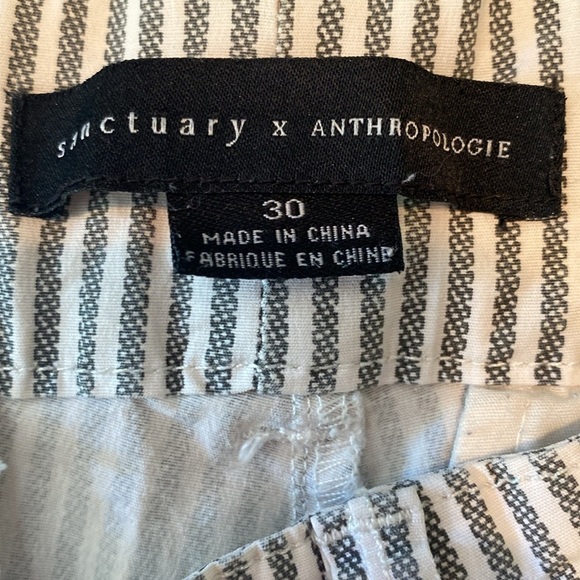 sanctuary x ANTHROPOLOGIE
30
MADE IN CHINA
FABRIQUE EN CHINE